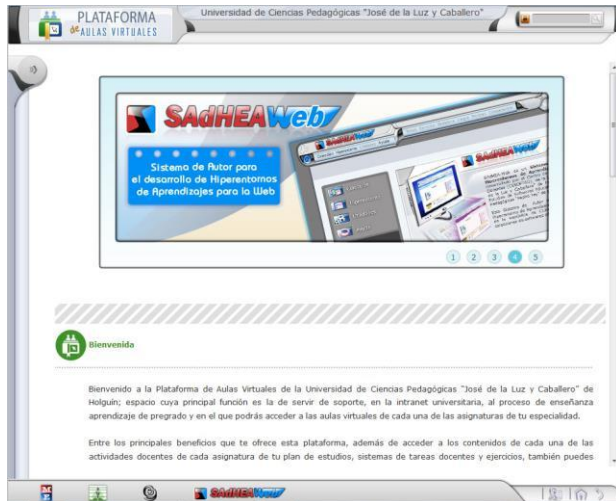 PLATAFORMA
de AULAS VIRTUALES
Universidad de Ciencias Pedagógicas "José de la Luz y Caballero"
SAdHEAWeb
Sistema de Autor para
el desarrollo de Hiperentornos
de Aprendizajes para la Web
SAdHEAWeb
1 2 3 4 5
Bienvenida
Bienvenido a la Plataforma de Aulas Virtuales de la Universidad de Ciencias Pedagógicas "José de la Luz y Caballero" de
Holguín; espacio cuya principal función es la de servir de soporte, en la intranet universitaria, al proceso de enseñanza
aprendizaje de pregrado y en el que podrás acceder a las aulas virtuales de cada una de las asignaturas de tu especialidad.
Entre los principales beneficios que te ofrece esta plataforma, además de acceder a los contenidos de cada una de las
actividades docentes de cada asignatura de tu plan de estudios, sistemas de tareas docentes y ejercicios, también puedes
SAdHEAWeb